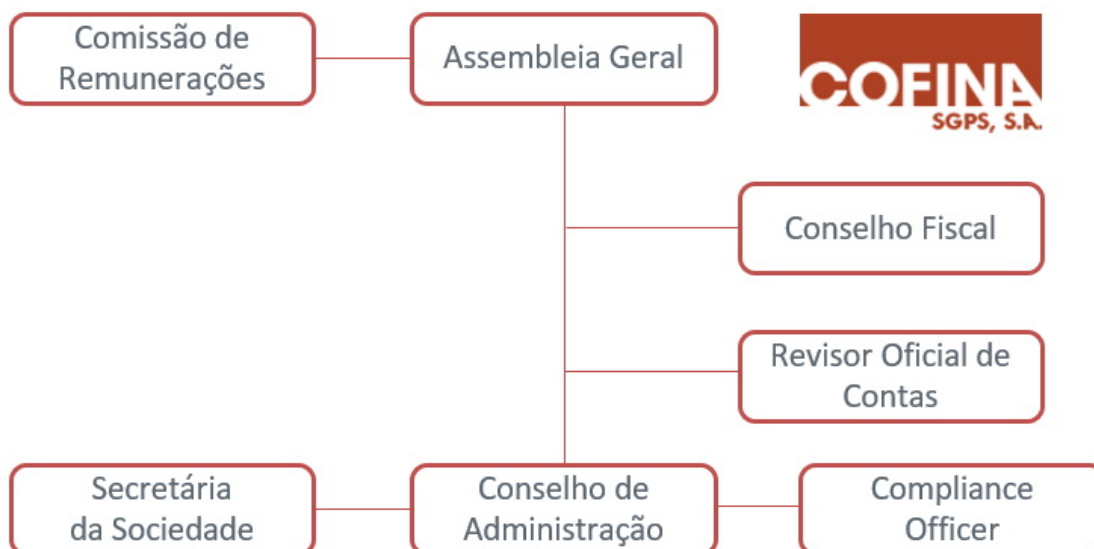 Comissão de
Remunerações
Assembleia Geral
COFINA
SGPS, S.A.
Conselho Fiscal
Revisor Oficial de
Contas
Secretária
da Sociedade
Conselho de
Administração
Compliance
Officer